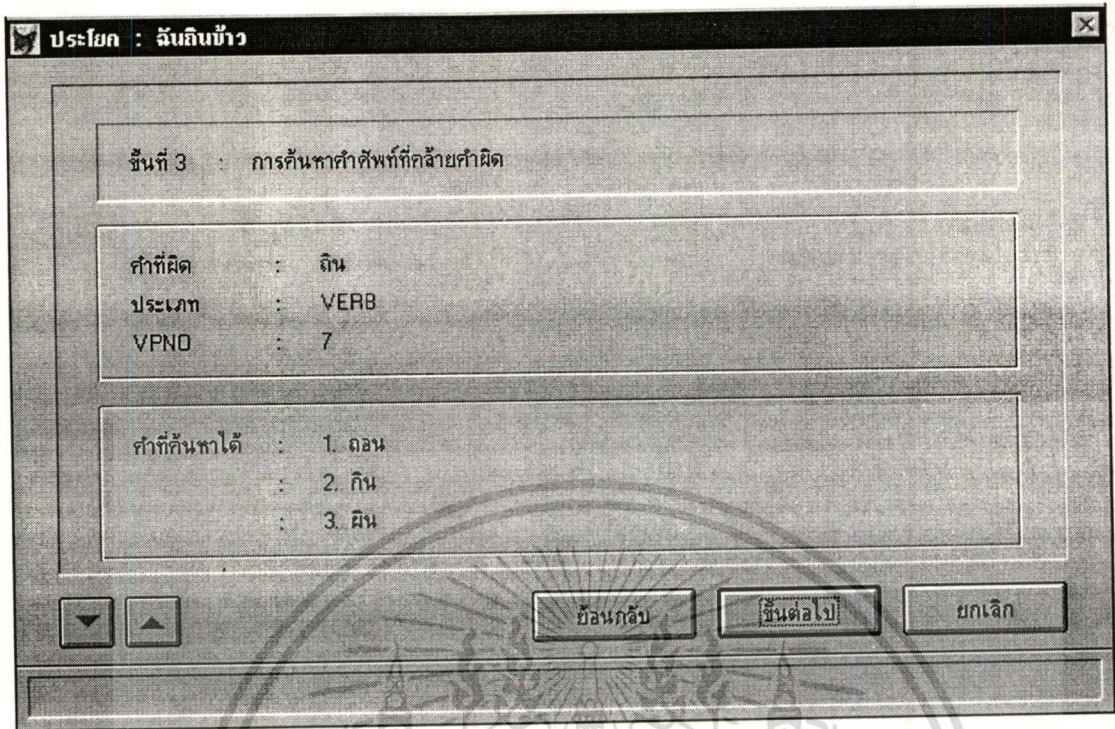 ประโยค : ฉันถินข้าว
ขั้นที่ 3 : การค้นหาคำศัพท์ที่คล้ายคำผิด
คำที่ผิด : ถิน
ประเภท : VERB
VPNO : 7
คำที่ค้นหาได้ : 1. ถอน
: 2. กิน
: 3. ผิน
ย้อนกลับ ขั้นต่อไป ยกเลิก